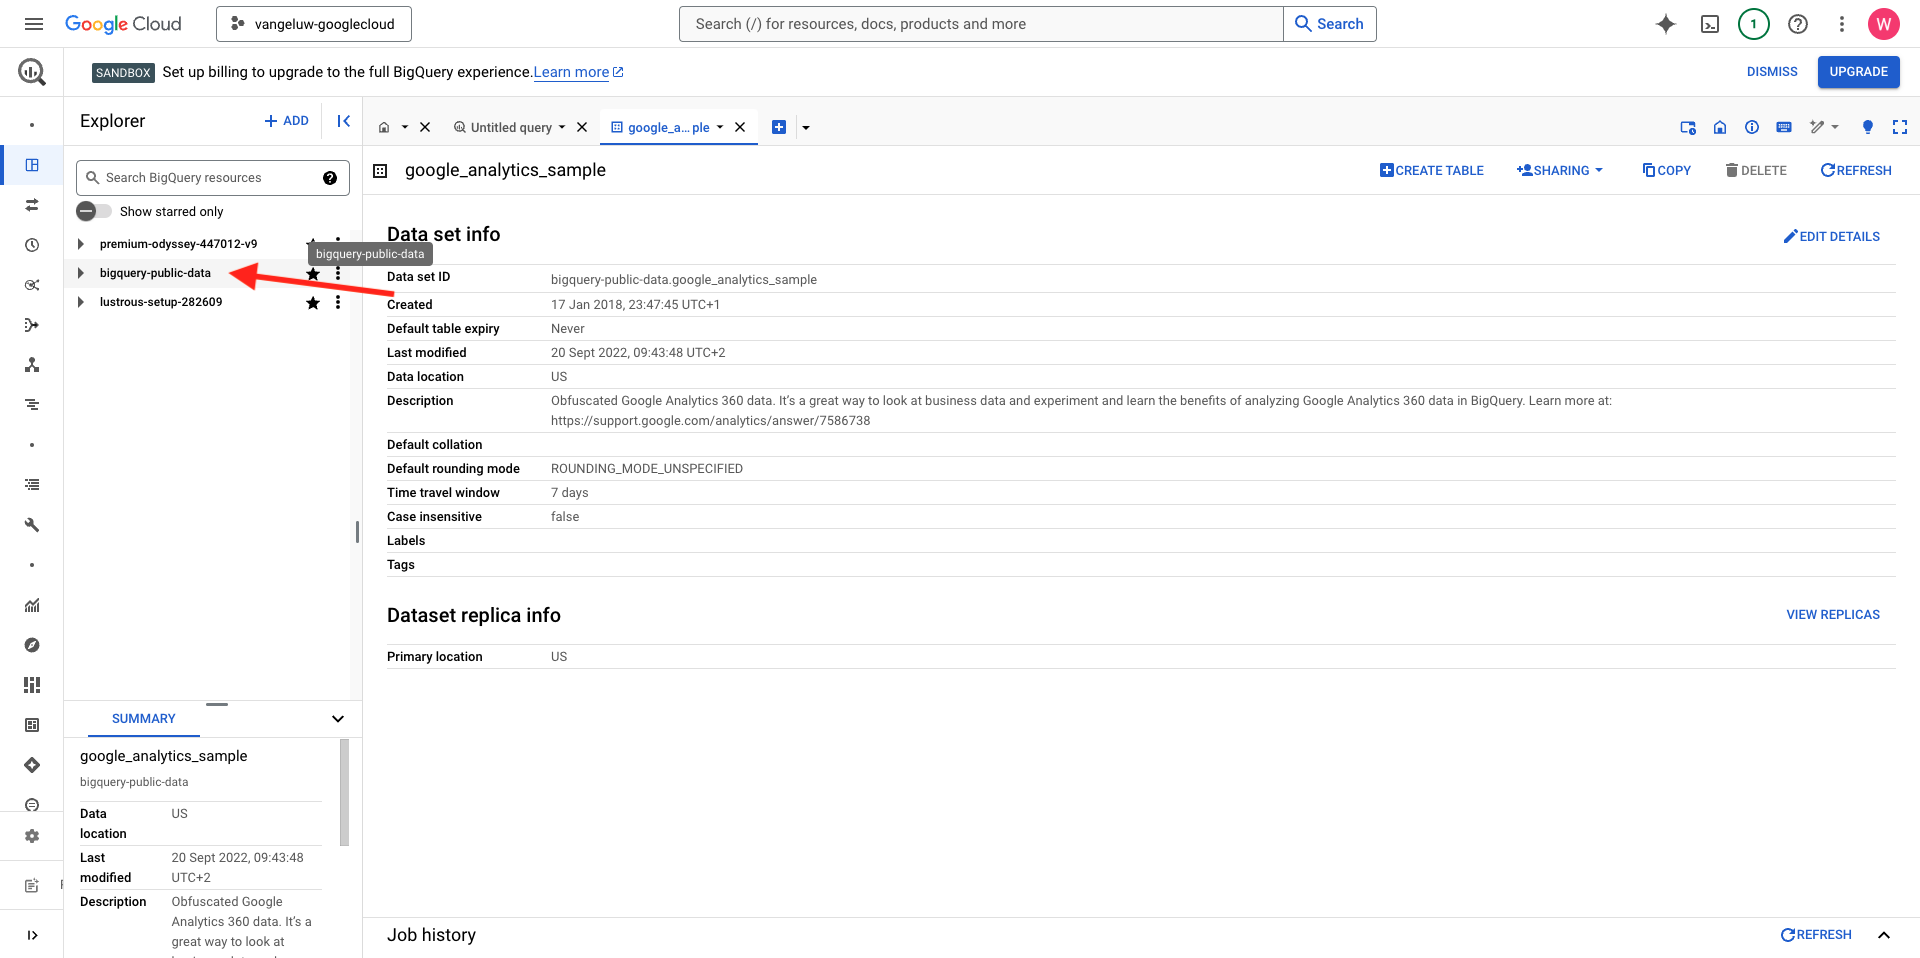 Google Cloud
vangeluw-googlecloud
Search (/) for resources, docs, products and more
Search
1
W
SANDBOX Set up billing to upgrade to the full BigQuery experience. Learn more
DISMISS
UPGRADE
Explorer
+ ADD
Untitled query
google_a... ple
Search BigQuery resources
Show starred only
premium-odyssey-447012-v9
bigquery-public-data
lustrous-setup-282609
bigquery-public-data
google_analytics_sample
CREATE TABLE
SHARING
COPY
DELETE
REFRESH
Data set info
EDIT DETAILS
Data set ID bigquery-public-data.google_analytics_sample
Created 17 Jan 2018, 23:47:45 UTC+1
Default table expiry Never
Last modified 20 Sept 2022, 09:43:48 UTC+2
Data location US
Description Obfuscated Google Analytics 360 data. It's a great way to look at business data and experiment and learn the benefits of analyzing Google Analytics 360 data in BigQuery. Learn more at:
https://support.google.com/analytics/answer/7586738
Default collation
Default rounding mode ROUNDING_MODE_UNSPECIFIED
Time travel window 7 days
Case insensitive false
Labels
Tags
Dataset replica info
VIEW REPLICAS
Primary location US
SUMMARY
google_analytics_sample
bigquery-public-data
Data location US
Last modified 20 Sept 2022, 09:43:48 UTC+2
Description Obfuscated Google
Analytics 360 data. It's a
great way to look at
Job history
REFRESH